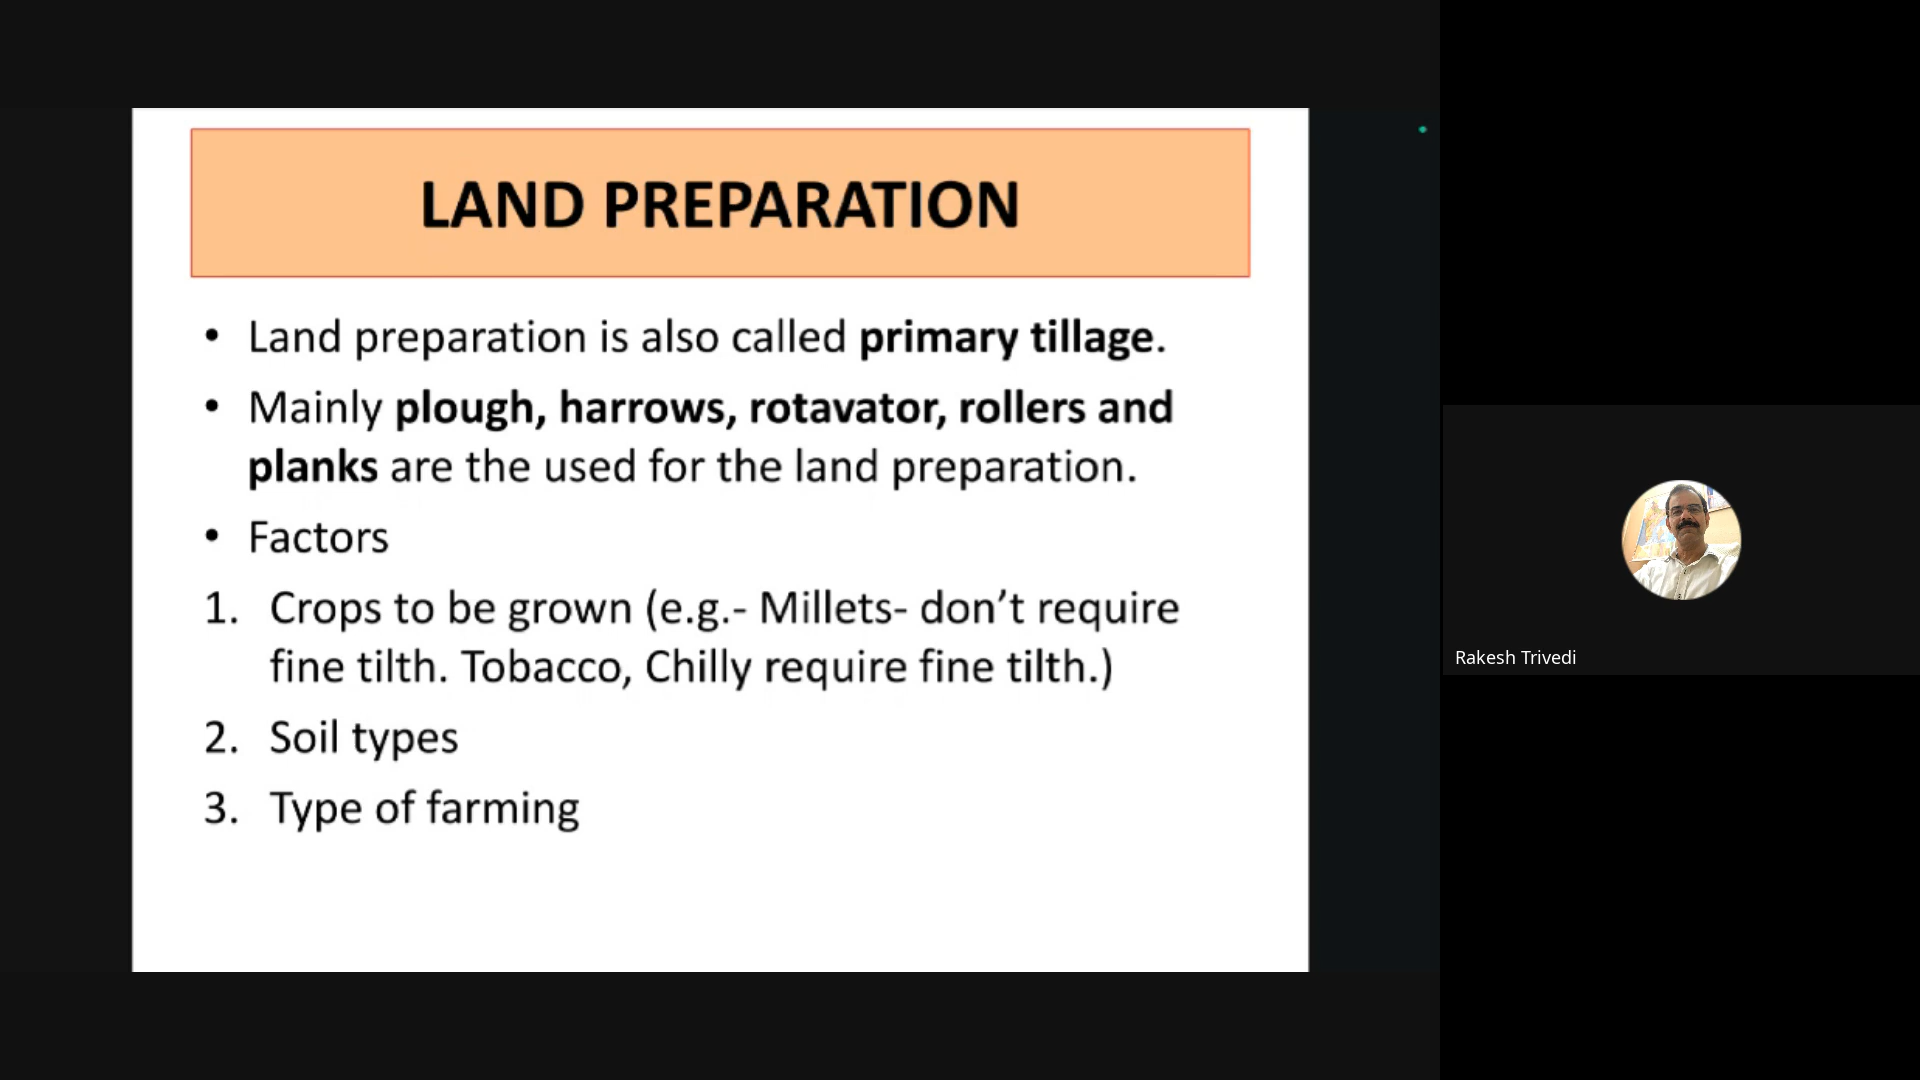 LAND PREPARATION
• Land preparation is also called primary tillage.
• Mainly plough, harrows, rotavator, rollers and
planks are the used for the land preparation.
• Factors
1. Crops to be grown (e.g.- Millets- don’t require
fine tilth. Tobacco, Chilly require fine tilth.)
2. Soil types
3. Type of farming
Rakesh Trivedi